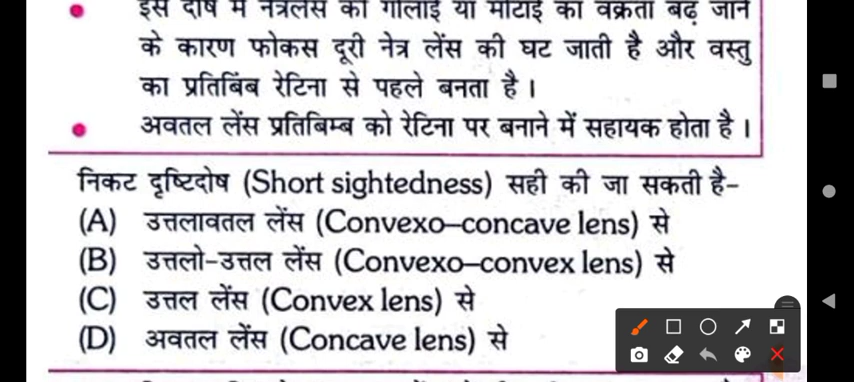 इस दोष में नेत्रलेंस की गोलाई या मोटाई की वक्रता बढ़ जाने
के कारण फोकस दूरी नेत्र लेंस की घट जाती है और वस्तु
का प्रतिबिंब रेटिना से पहले बनता है।
अवतल लेंस प्रतिबिम्ब को रेटिना पर बनाने में सहायक होता है।
निकट दृष्टिदोष (Short sightedness) सही की जा सकती है-
(A) उत्तलावतल लेंस (Convexo–concave lens) से
(B) उत्तलो-उत्तल लेंस (Convexo–convex lens) से
(C) उत्तल लेंस (Convex lens) से
(D) अवतल लेंस (Concave lens) से